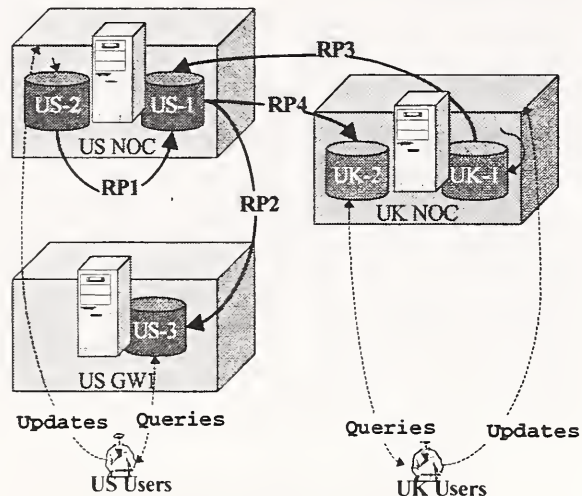 RP3
US-2
US-1
RP4
US NOC
UK-2
UK-1
RP1
RP2
UK NOC
US-3
US GW1
Updates
Queries
Queries
Updates
US Users
UK Users